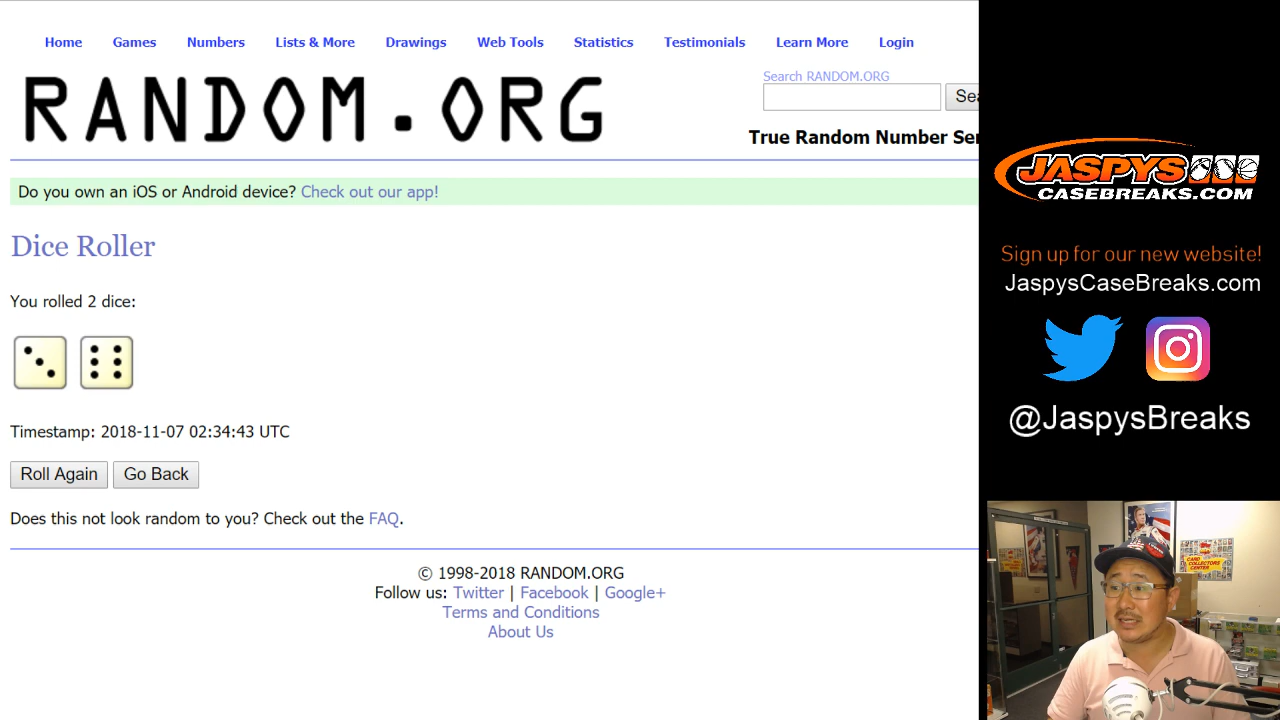 Home Games Numbers Lists & More Drawings Web Tools Statistics Testimonials Learn More Login
RANDOM.ORG
Search RANDOM.ORG
Sea
True Random Number Ser
Do you own an iOS or Android device? Check out our app!
Dice Roller
You rolled 2 dice:
Timestamp: 2018-11-07 02:34:43 UTC
Roll Again Go Back
Does this not look random to you? Check out the FAQ.
© 1998-2018 RANDOM.ORG
Follow us: Twitter | Facebook | Google+
Terms and Conditions
About Us
JASPYS
CASEBREAKS.COM
Sign up for our new website!
JaspysCaseBreaks.com
@JaspysBreaks
CARD
COLLECTORS
CENTER